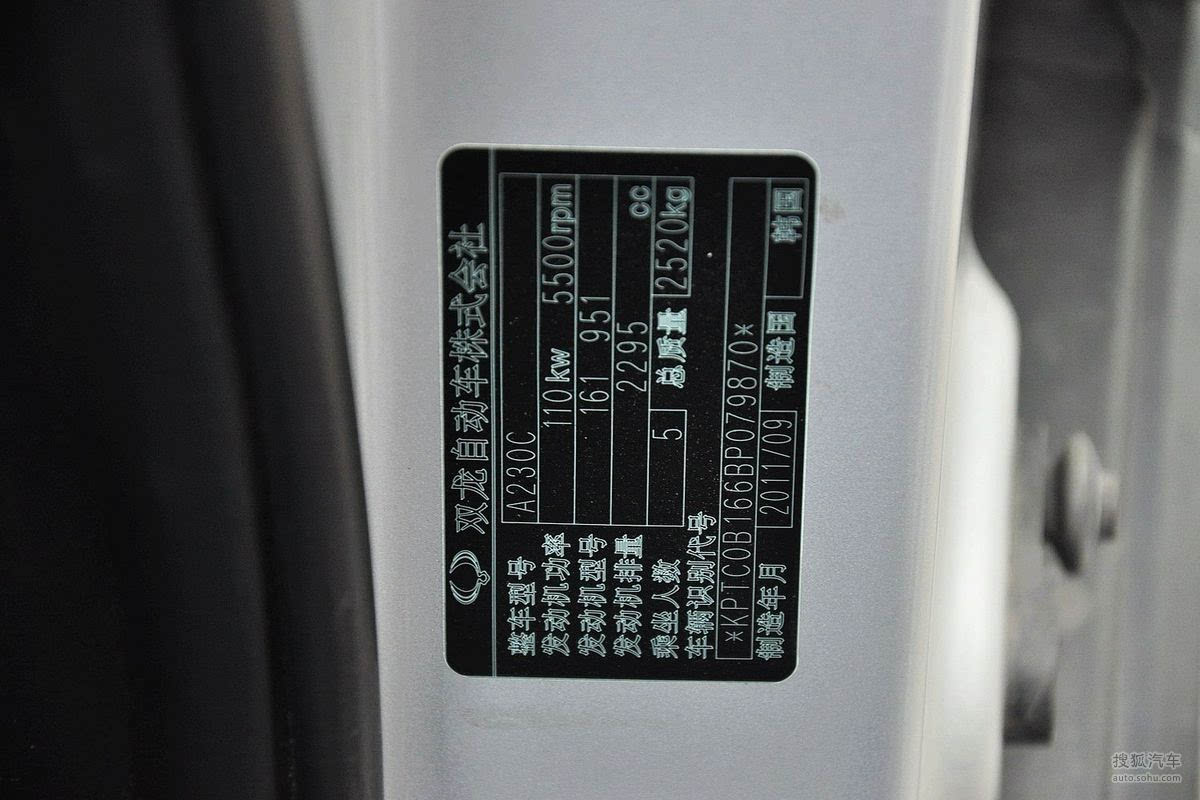 双龙自动车株式会社
整车型号 A230C
发动机功率 110kw 5500rpm
发动机型号 161 951
发动机排量 2295 cc
乘坐人数 5 总质量 2520kg
车辆识别代号
*KPTC0B166BP079870*
制造年月 2011/09 制造国 韩国
搜狐汽车
auto.sohu.com